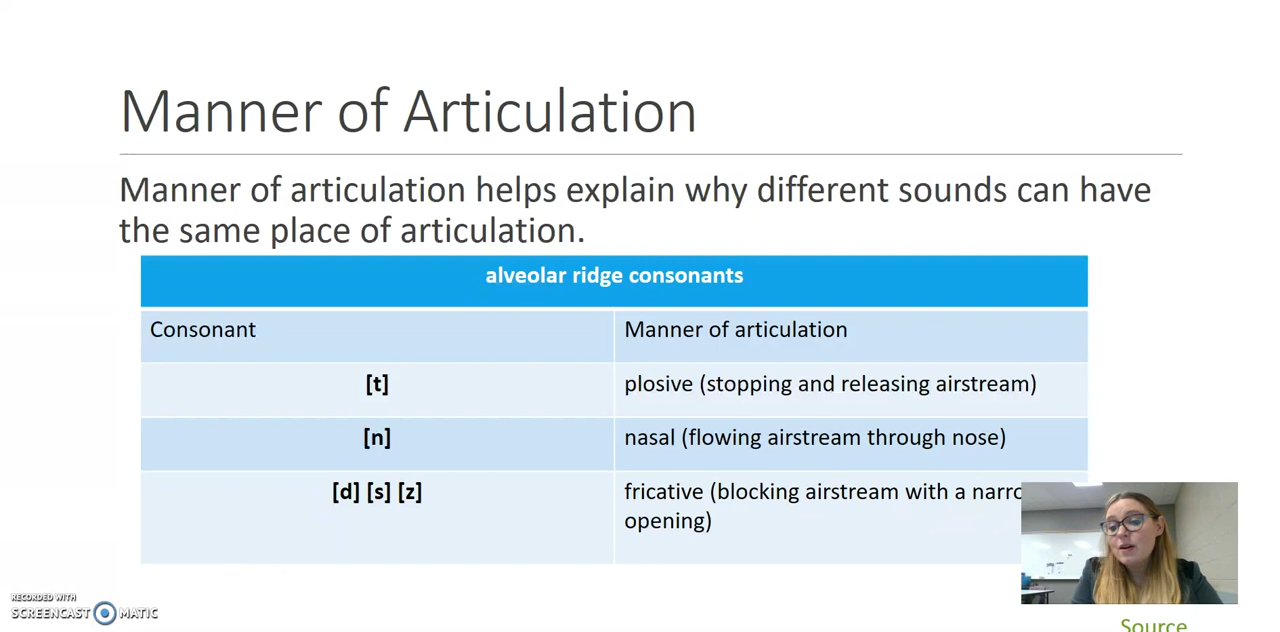 Manner of Articulation
Manner of articulation helps explain why different sounds can have
the same place of articulation.
alveolar ridge consonants
Consonant
Manner of articulation
[t]
plosive (stopping and releasing airstream)
[n]
nasal (flowing airstream through nose)
[d] [s] [z]
fricative (blocking airstream with a narro
opening)
RECORDED WITH
SCREENCAST MATIC
Source